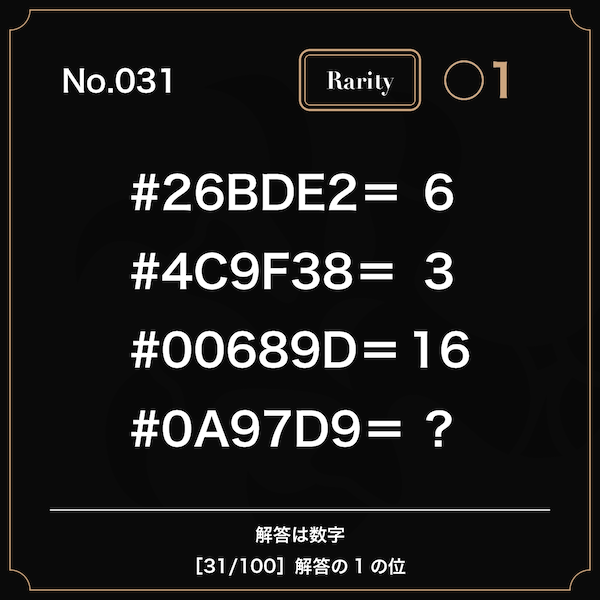 No.031
Rarity
○1
#26BDE2= 6
#4C9F38= 3
#00689D=16
#0A97D9= ?
解答は数字
[31/100] 解答の1の位